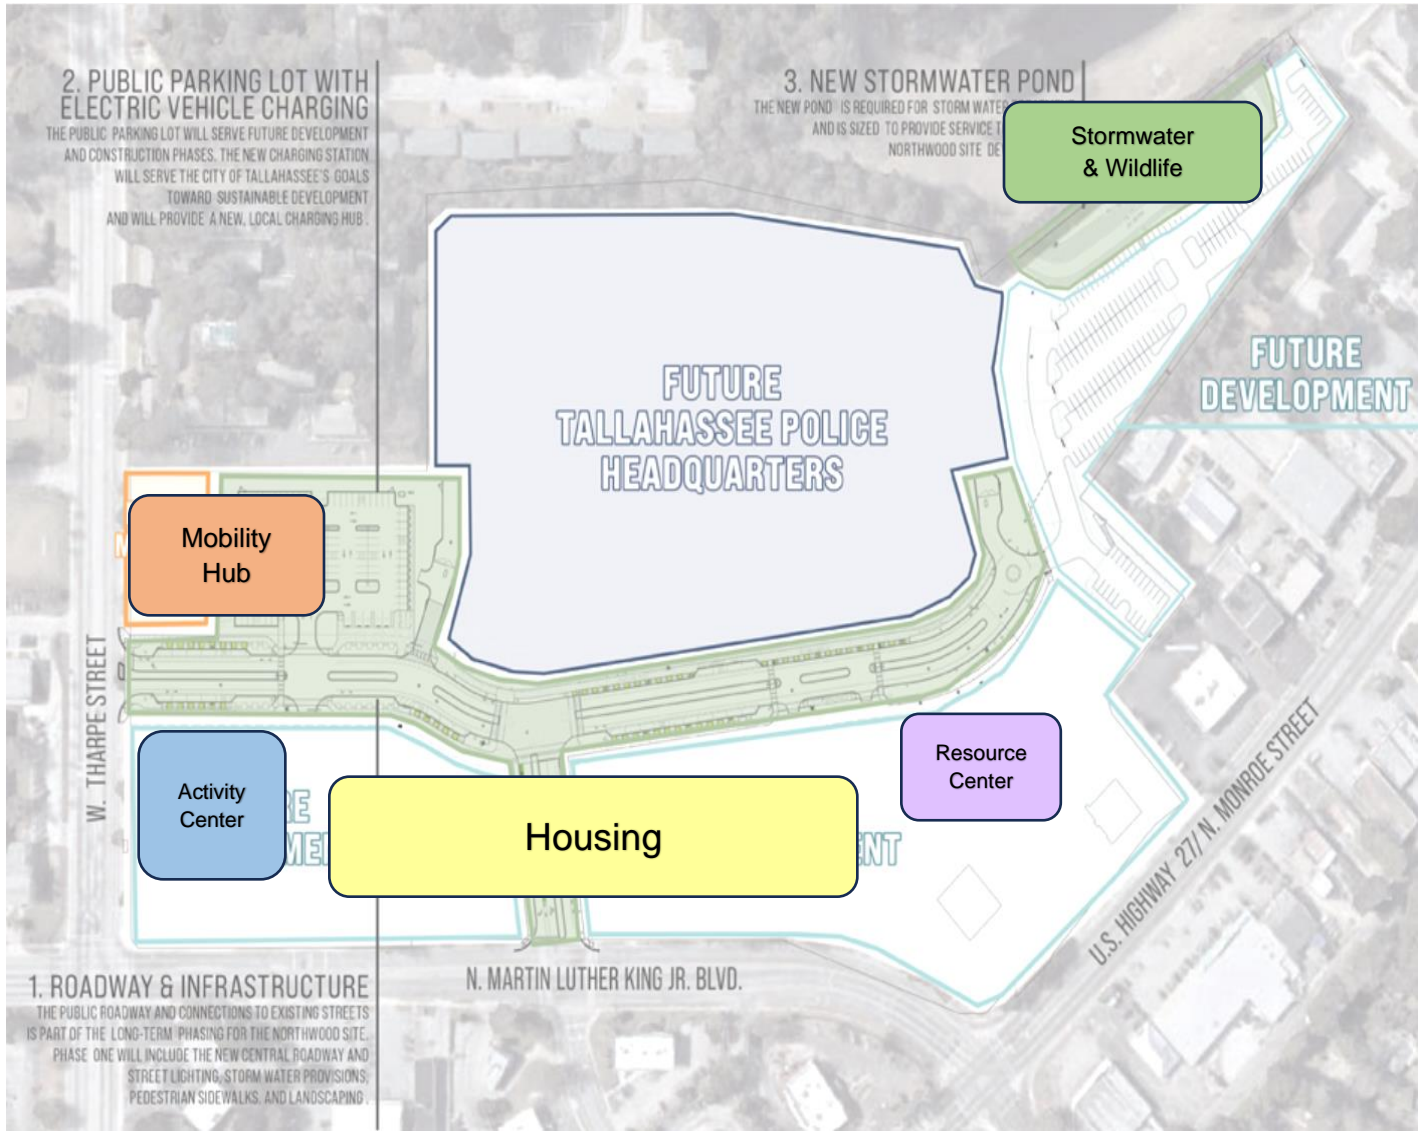 2. PUBLIC PARKING LOT WITH
ELECTRIC VEHICLE CHARGING
THE PUBLIC PARKING LOT WILL SERVE FUTURE DEVELOPMENT
AND CONSTRUCTION PHASES. THE NEW CHARGING STATION
WILL SERVE THE CITY OF TALLAHASSEE'S GOALS
TOWARD SUSTAINABLE DEVELOPMENT
AND WILL PROVIDE A NEW, LOCAL CHARGING HUB.
3. NEW STORMWATER POND
THE NEW POND IS REQUIRED FOR STORM WATER
AND IS SIZED TO PROVIDE SERVICE
NORTHWOOD SITE
Stormwater
& Wildlife
FUTURE
DEVELOPMENT
FUTURE
TALLAHASSEE POLICE
HEADQUARTERS
Mobility
Hub
W. THARPE STREET
Activity
Center
Housing
Resource
Center
U.S. HIGHWAY 27/ N. MONROE STREET
N. MARTIN LUTHER KING JR. BLVD.
1. ROADWAY & INFRASTRUCTURE
THE PUBLIC ROADWAY AND CONNECTIONS TO EXISTING STREETS
IS PART OF THE LONG-TERM PHASING FOR THE NORTHWOOD SITE.
PHASE ONE WILL INCLUDE THE NEW CENTRAL ROADWAY AND
STREET LIGHTING, STORM WATER PROVISIONS,
PEDESTRIAN SIDEWALKS, AND LANDSCAPING.